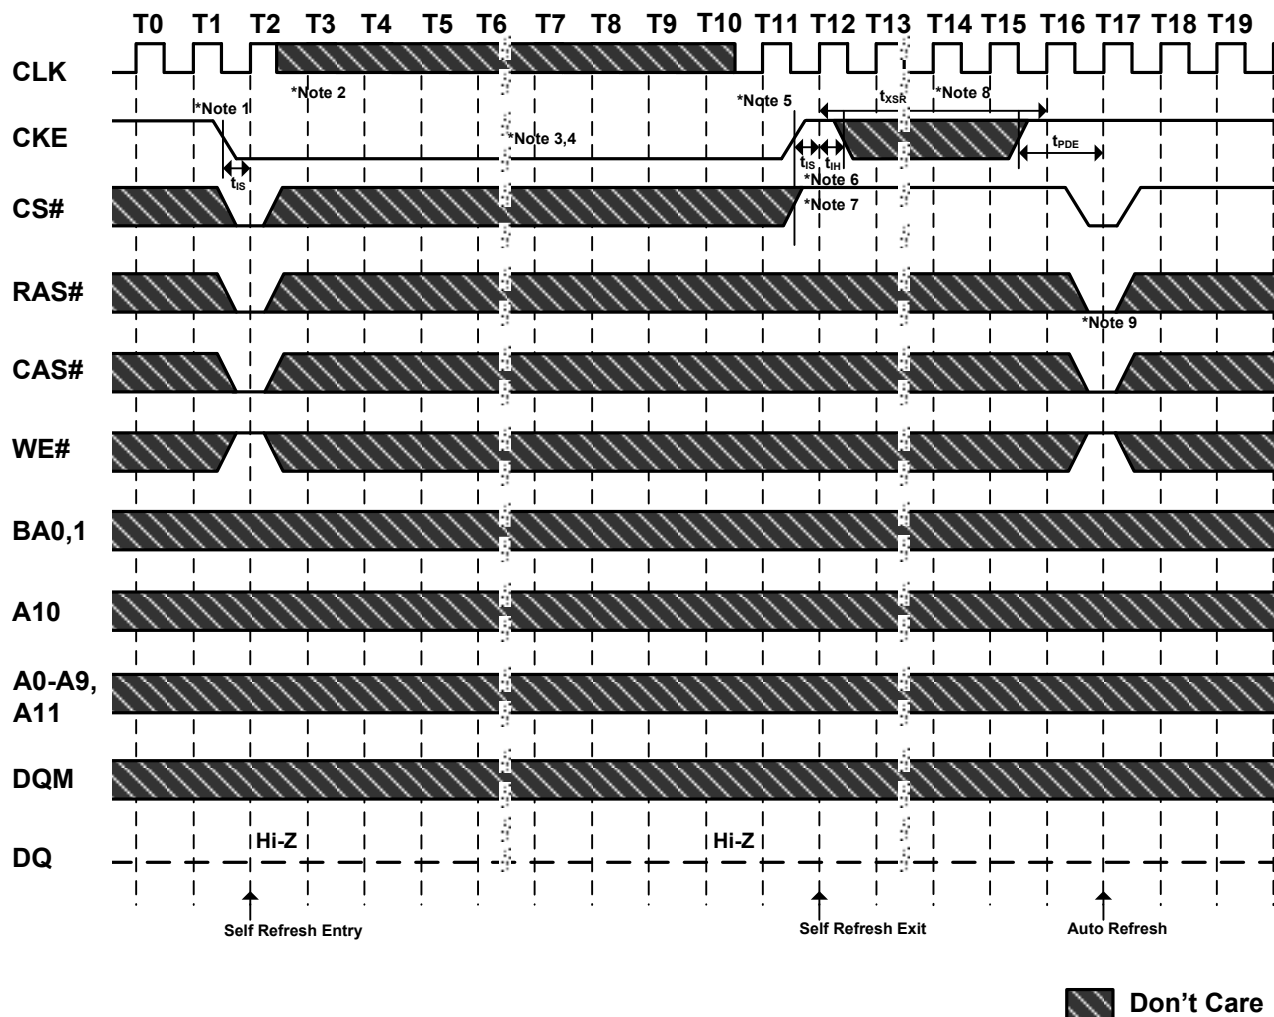 T0 T1 T2 T3 T4 T5 T6 T7 T8 T9 T10 T11 T12 T13 T14 T15 T16 T17 T18 T19
CLK
*Note 1
*Note 2
*Note 5
tXSR
*Note 8
CKE
*Note 3,4
tIS
tIS
tIH
tPDE
*Note 6
CS#
*Note 7
RAS#
*Note 9
CAS#
WE#
BA0,1
A10
A0-A9,
A11
DQM
DQ
Hi-Z
Hi-Z
Self Refresh Entry
Self Refresh Exit
Auto Refresh
Don't Care